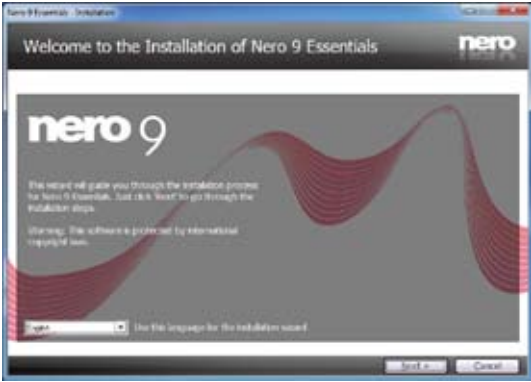 Nero 9 Essentials - Installation
Welcome to the Installation of Nero 9 Essentials
nero
nero 9
This wizard will guide you through the installation process
for Nero 9 Essentials. Just click 'Next' to go through the
installation steps.
Warning: This software is protected by international
copyright laws.
English
Use this language for the installation wizard
Next >
Cancel